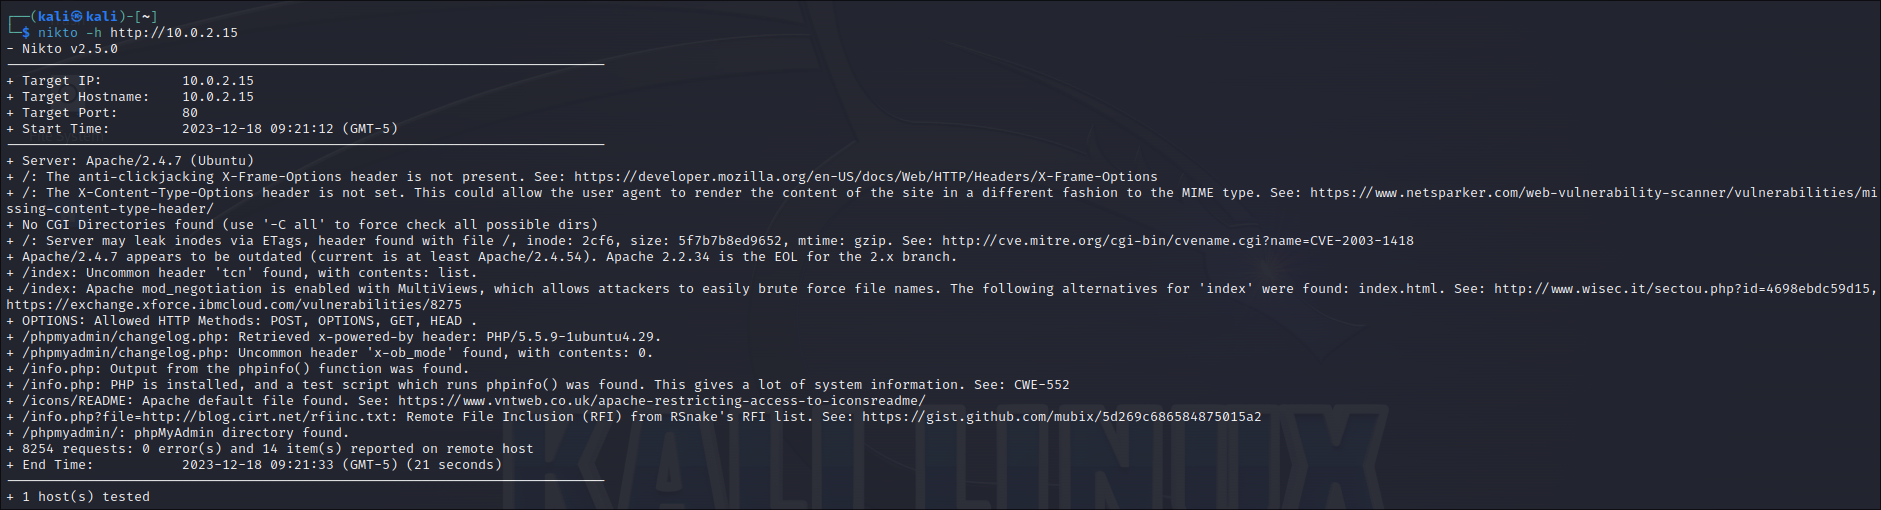 ┌──(kali㉿kali)-[~]
└─$ nikto -h http://10.0.2.15
- Nikto v2.5.0
---------------------------------------------------------------------------
+ Target IP:          10.0.2.15
+ Target Hostname:    10.0.2.15
+ Target Port:        80
+ Start Time:         2023-12-18 09:21:12 (GMT-5)
---------------------------------------------------------------------------
+ Server: Apache/2.4.7 (Ubuntu)
+ /: The anti-clickjacking X-Frame-Options header is not present. See: https://developer.mozilla.org/en-US/docs/Web/HTTP/Headers/X-Frame-Options
+ /: The X-Content-Type-Options header is not set. This could allow the user agent to render the content of the site in a different fashion to the MIME type. See: https://www.netsparker.com/web-vulnerability-scanner/vulnerabilities/mi
ssing-content-type-header/
+ No CGI Directories found (use '-C all' to force check all possible dirs)
+ /: Server may leak inodes via ETags, header found with file /, inode: 2cf6, size: 5f7b7b8ed9652, mtime: gzip. See: http://cve.mitre.org/cgi-bin/cvename.cgi?name=CVE-2003-1418
+ Apache/2.4.7 appears to be outdated (current is at least Apache/2.4.54). Apache 2.2.34 is the EOL for the 2.x branch.
+ /index: Uncommon header 'tcn' found, with contents: list.
+ /index: Apache mod_negotiation is enabled with MultiViews, which allows attackers to easily brute force file names. The following alternatives for 'index' were found: index.html. See: http://www.wisec.it/sectou.php?id=4698ebdc59d15,
https://exchange.xforce.ibmcloud.com/vulnerabilities/8275
+ OPTIONS: Allowed HTTP Methods: POST, OPTIONS, GET, HEAD .
+ /phpmyadmin/changelog.php: Retrieved x-powered-by header: PHP/5.5.9-1ubuntu4.29.
+ /phpmyadmin/changelog.php: Uncommon header 'x-ob_mode' found, with contents: 0.
+ /info.php: Output from the phpinfo() function was found.
+ /info.php: PHP is installed, and a test script which runs phpinfo() was found. This gives a lot of system information. See: CWE-552
+ /icons/README: Apache default file found. See: https://www.vntweb.co.uk/apache-restricting-access-to-iconsreadme/
+ /info.php?file=http://blog.cirt.net/rfiinc.txt: Remote File Inclusion (RFI) from RSnake's RFI list. See: https://gist.github.com/mubix/5d269c686584875015a2
+ /phpmyadmin/: phpMyAdmin directory found.
+ 8254 requests: 0 error(s) and 14 item(s) reported on remote host
+ End Time:           2023-12-18 09:21:33 (GMT-5) (21 seconds)
---------------------------------------------------------------------------
+ 1 host(s) tested
KALI LINUX